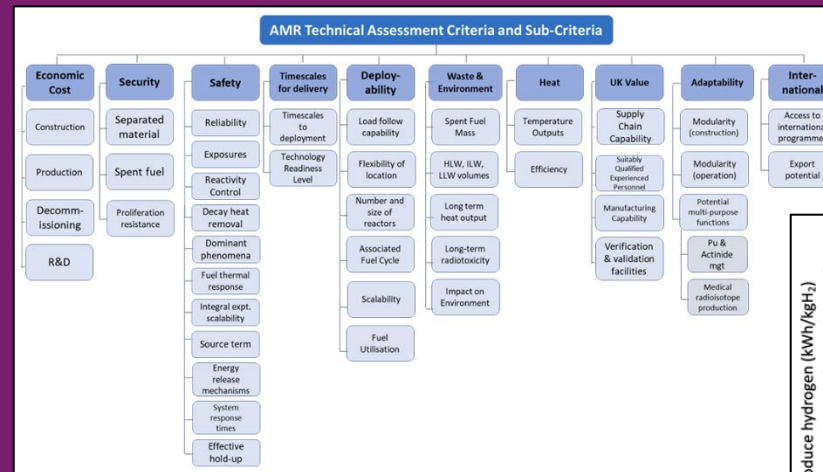 AMR Technical Assessment Criteria and Sub-Criteria
Economic
Cost
Construction
Production
Decomm-
issioning
R&D
Security
Separated
material
Spent fuel
Proliferation
resistance
Safety
Reliability
Exposures
Reactivity
Control
Decay heat
removal
Dominant
phenomena
Fuel thermal
response
Integral expt.
scalability
Source term
Energy
release
mechanisms
System
response
times
Effective
hold-up
Timescales
for delivery
Timescales
to
deployment
Technology
Readiness
Level
Deploy-
ability
Load follow
capability
Flexibility of
location
Number and
size of
reactors
Associated
Fuel Cycle
Scalability
Fuel
Utilisation
Waste &
Environment
Spent Fuel
Mass
HLW, ILW,
LLW volumes
Long term
heat output
Long-term
radiotoxicity
Impact on
Environment
Heat
Temperature
Outputs
Efficiency
UK Value
Supply
Chain
Capability
Suitably
Qualified
Experienced
Personnel
Manufacturing
Capability
Verification
& validation
facilities
Adaptability
Modularity
(construction)
Modularity
(operation)
Potential
multi-purpose
functions
Pu &
Actinide
mgt
Medical
radioisotope
production
Inter-
national
Access to
internationa
programme
Export
potential
oduce hydrogen (kWh/kgH₂)